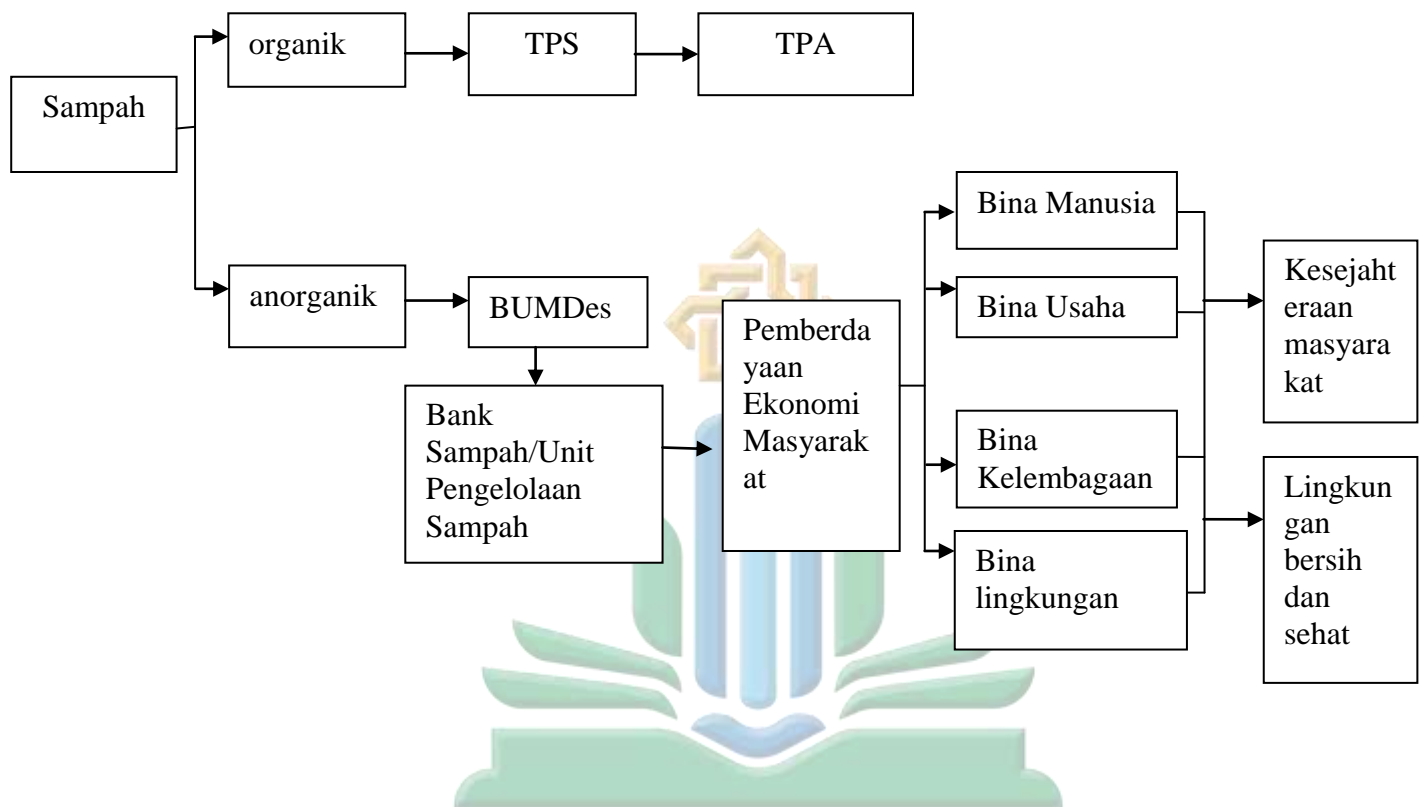 organik
TPS
TPA
Sampah
anorganik
BUMDes
Bank
Sampah/Unit
Pengelolaan
Sampah
Pemberda
yaan
Ekonomi
Masyarak
at
Bina Manusia
Bina Usaha
Bina
Kelembagaan
Bina
lingkungan
Kesejaht
eraan
masyara
kat
Lingkun
gan
bersih
dan
sehat